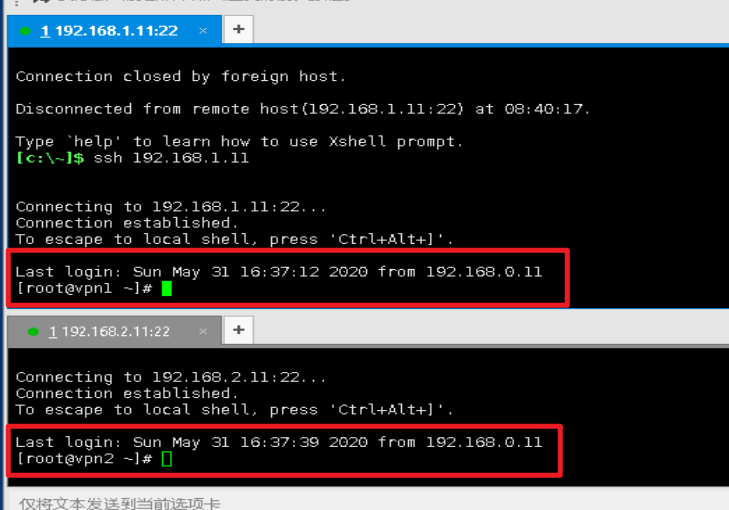 1 192.168.1.11:22 × +
Connection closed by foreign host.
Disconnected from remote host(192.168.1.11:22) at 08:40:17.
Type `help' to learn how to use Xshell prompt.
[c:\~]$ ssh 192.168.1.11
Connecting to 192.168.1.11:22...
Connection established.
To escape to local shell, press 'Ctrl+Alt+]'.
Last login: Sun May 31 16:37:12 2020 from 192.168.0.11
[root@vpn1 ~]#
1 192.168.2.11:22 × +
Connecting to 192.168.2.11:22...
Connection established.
To escape to local shell, press 'Ctrl+Alt+]'.
Last login: Sun May 31 16:37:39 2020 from 192.168.0.11
[root@vpn2 ~]#
仅将文本发送到当前选项卡